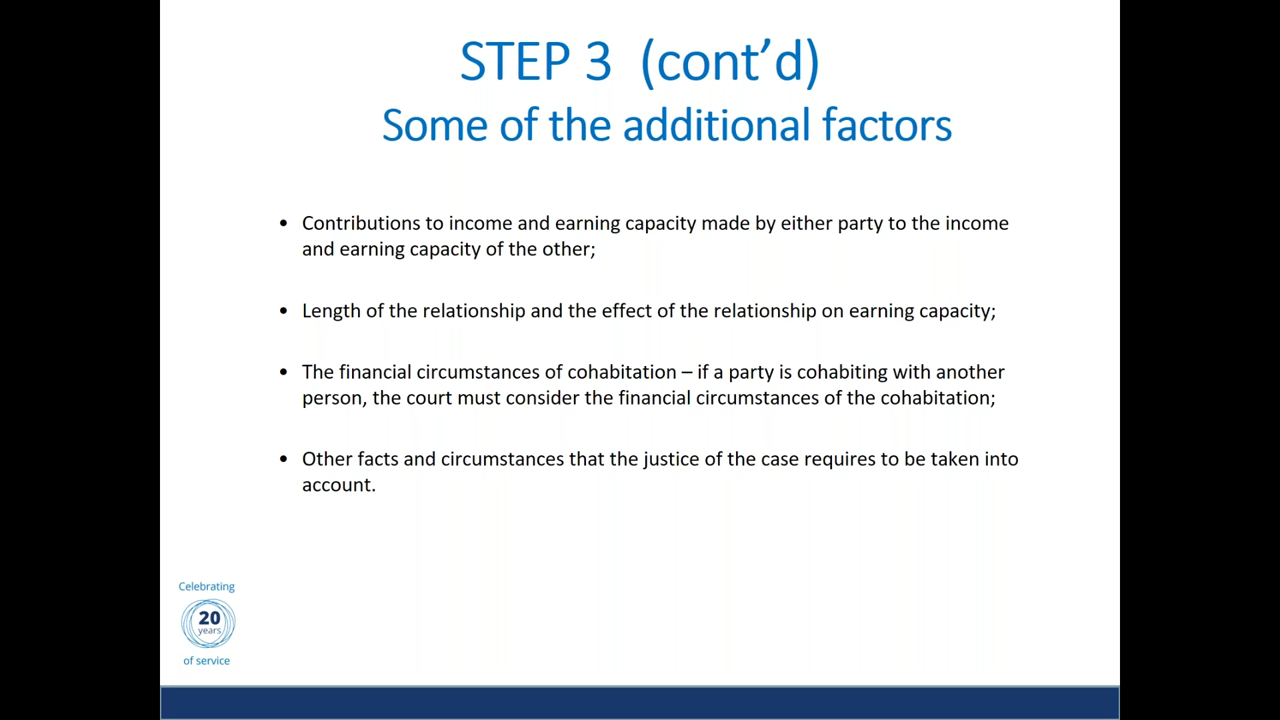 STEP 3 (cont’d)
Some of the additional factors
• Contributions to income and earning capacity made by either party to the income
and earning capacity of the other;
• Length of the relationship and the effect of the relationship on earning capacity;
• The financial circumstances of cohabitation – if a party is cohabiting with another
person, the court must consider the financial circumstances of the cohabitation;
• Other facts and circumstances that the justice of the case requires to be taken into
account.
Celebrating
20
years
of service